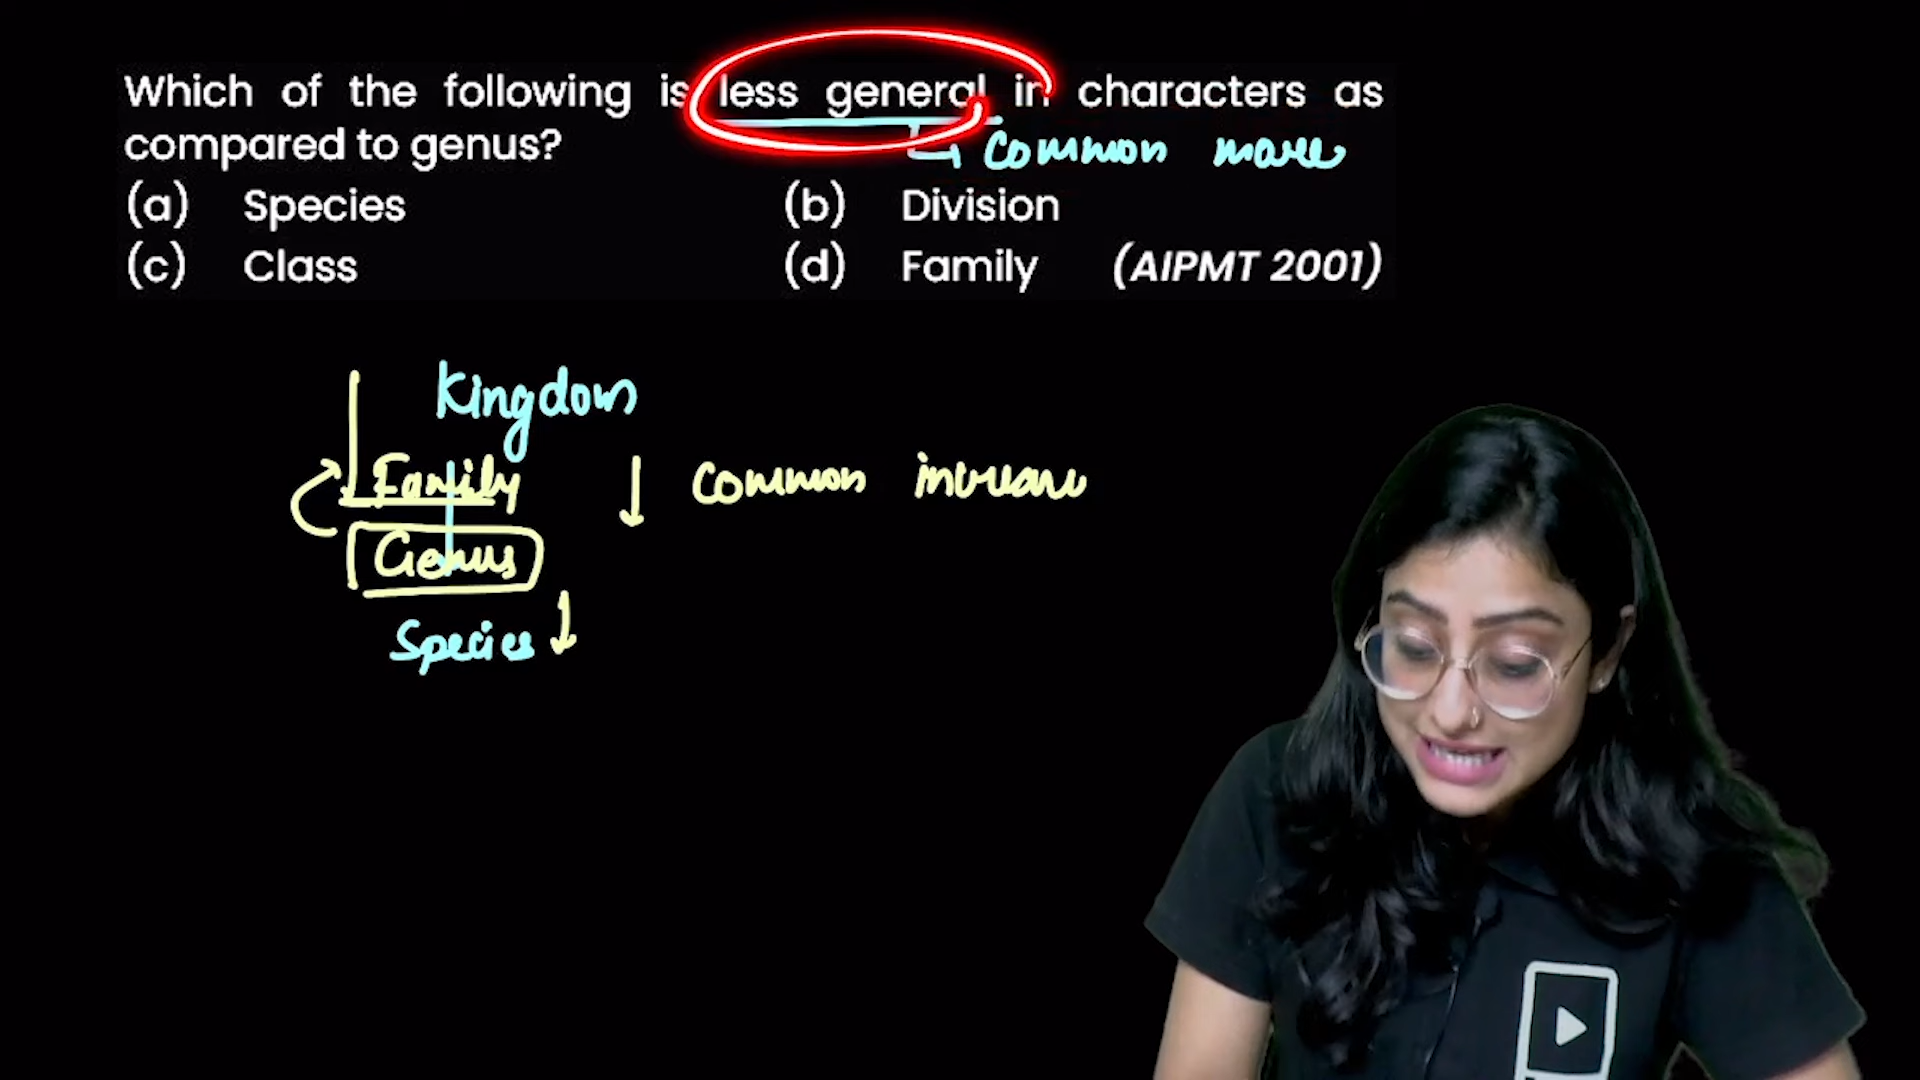 Which of the following is less general in characters as
compared to genus?
common more
(a) Species
(b) Division
(c) Class
(d) Family (AIPMT 2001)
Kingdom
Family
common increase
Genus
Species